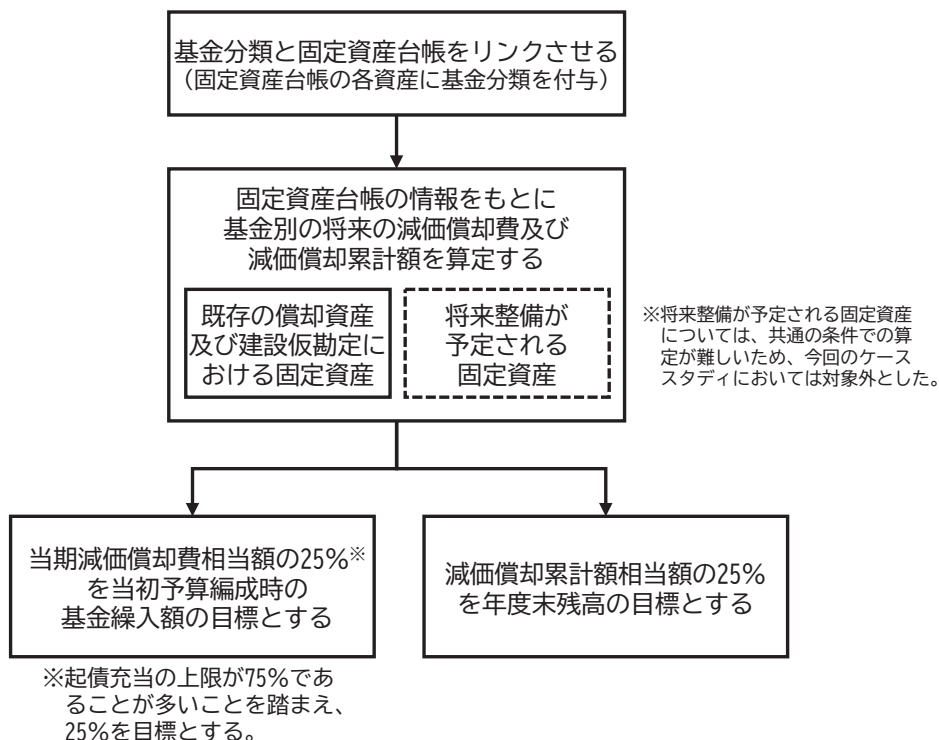 基金分類と固定資産台帳をリンクさせる
（固定資産台帳の各資産に基金分類を付与）
固定資産台帳の情報をもとに
基金別の将来の減価償却費及び
減価償却累計額を算定する
既存の償却資産
及び建設仮勘定に
おける固定資産
将来整備が
予定される
固定資産
※将来整備が予定される固定資産
については、共通の条件での算
定が難しいため、今回のケース
スタディにおいては対象外とした。
当期減価償却費相当額の25%※
を当初予算編成時の
基金繰入額の目標とする
※起債充当の上限が75%であ
ることが多いことを踏まえ、
25%を目標とする。
減価償却累計額相当額の25%
を年度末残高の目標とする